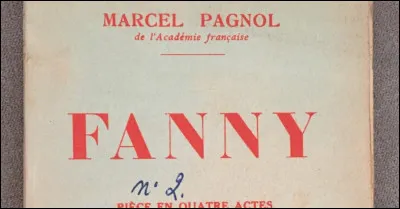 MARCEL PAGNOL
de l'Académie française
FANNY
n° 2.
PIÈCE EN QUATRE ACTES